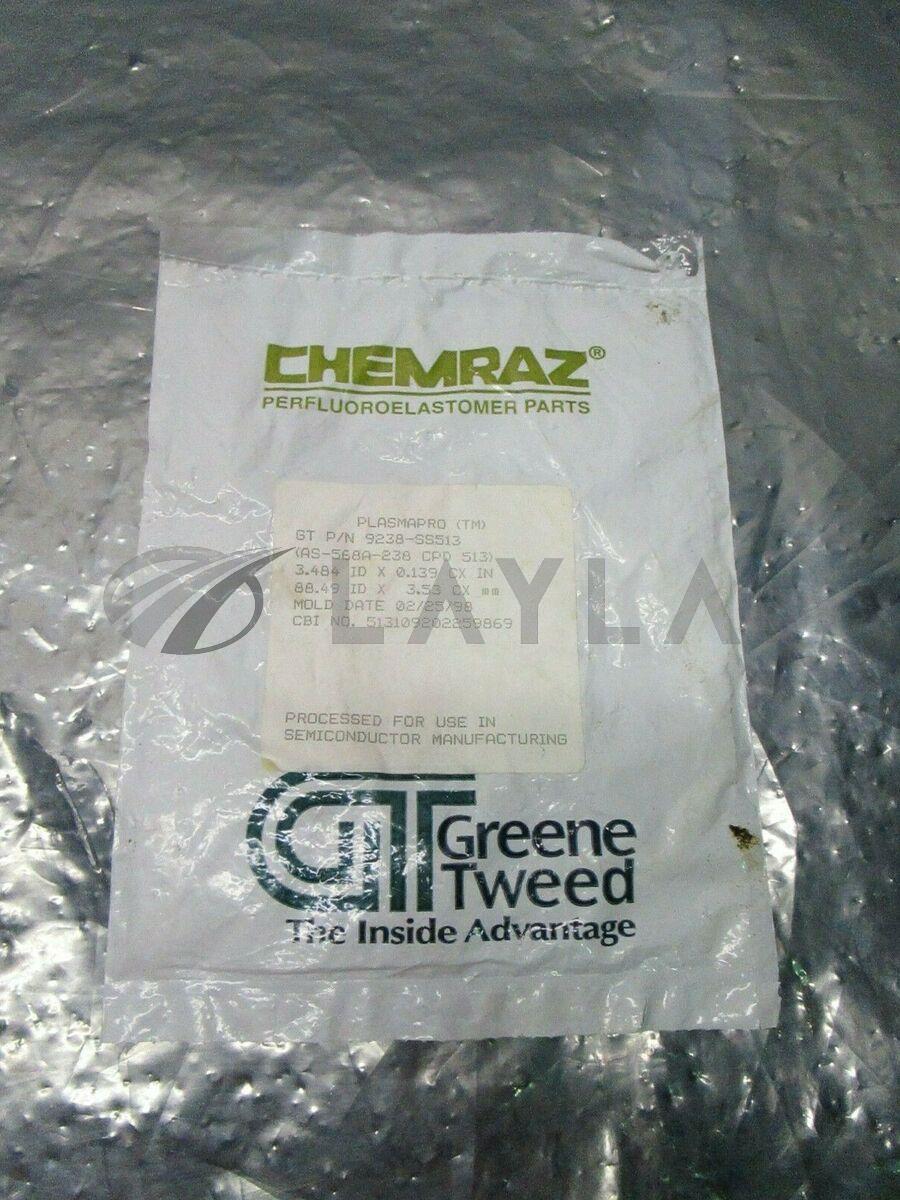 CHEMRAZ®
PERFLUOROELASTOMER PARTS
PLASMAPRO (TM)
GT P/N 9238-SS513
(AS-568A-238 CPD 513)
3.484 ID X 0.139 CX IN
88.49 ID X 3.53 CX mm
MOLD DATE 02/25/98
CBI NO. 513109202259869
LAYLA
PROCESSED FOR USE IN
SEMICONDUCTOR MANUFACTURING
GT
Greene
Tweed
The Inside Advantage